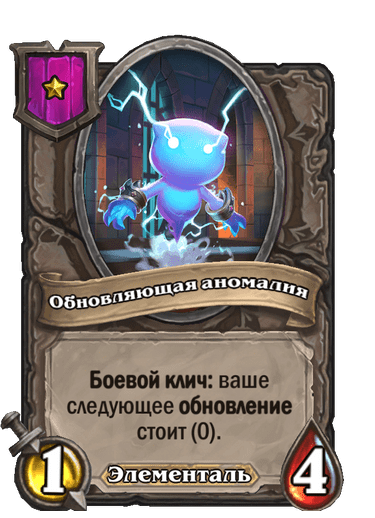 Обновляющая аномалия
Боевой клич: ваше
следующее обновление
стоит (0).
Элементаль
1
4